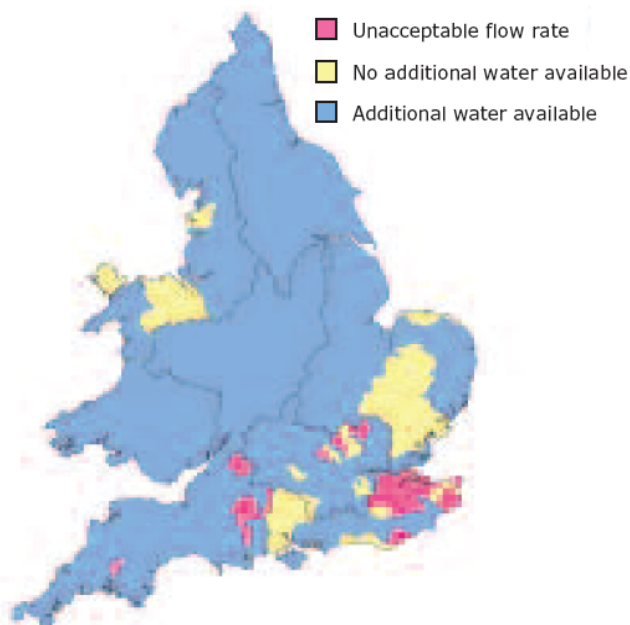 Unacceptable flow rate
No additional water available
Additional water available